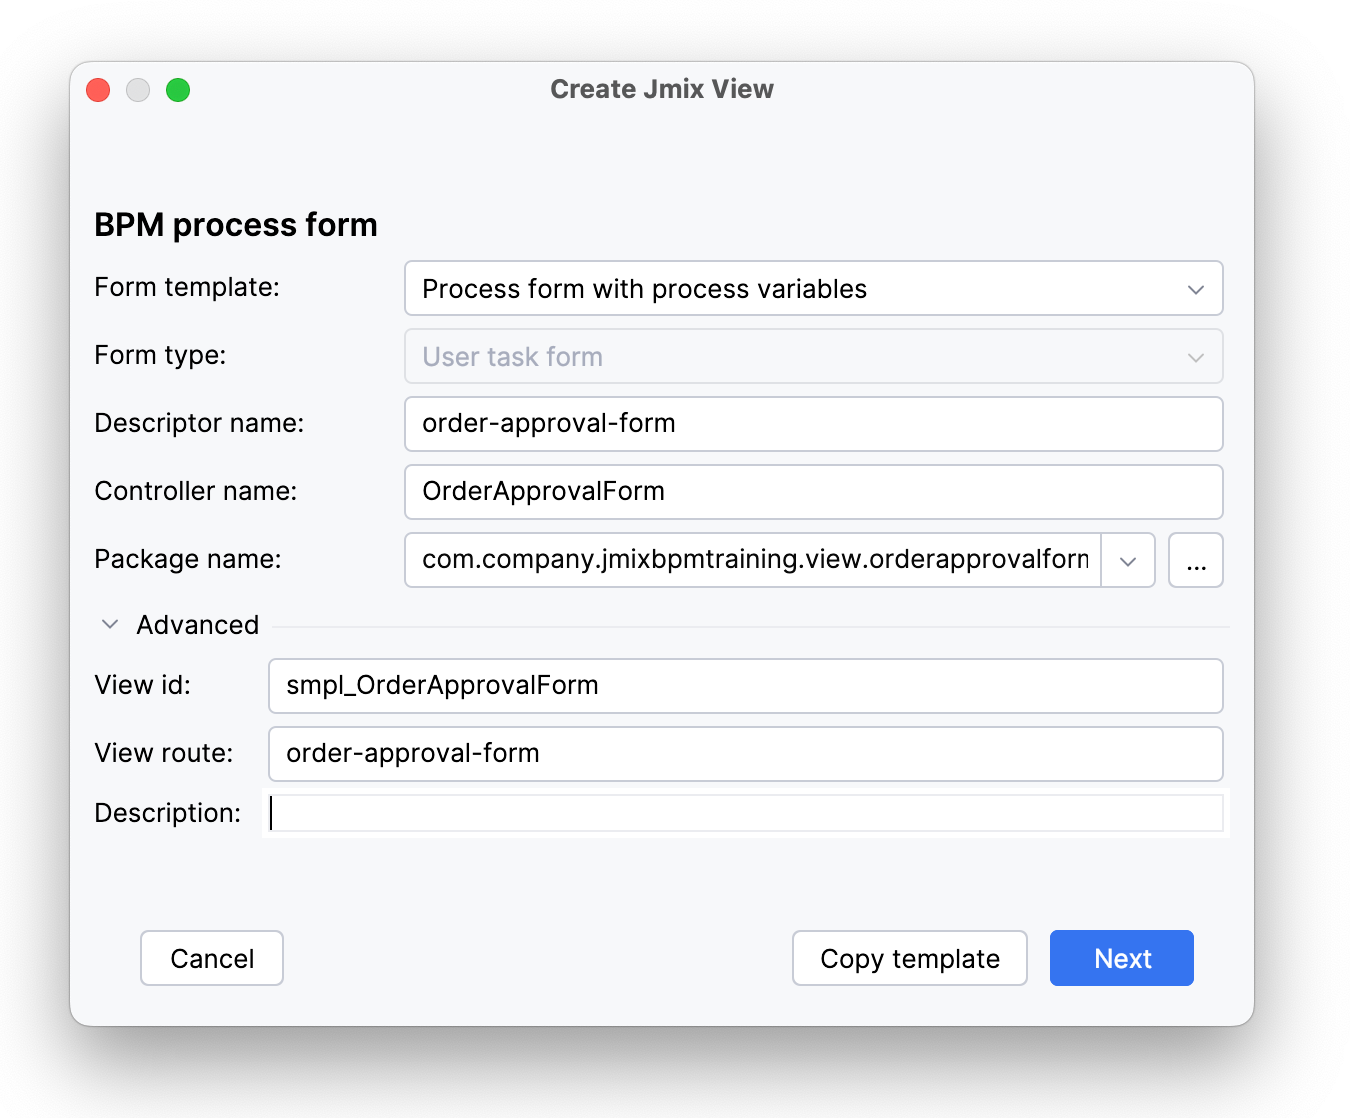 Create Jmix View
BPM process form
Form template: Process form with process variables
Form type: User task form
Descriptor name: order-approval-form
Controller name: OrderApprovalForm
Package name: com.company.jmixbpmtraining.view.orderapprovalform ...
Advanced
View id: smpl_OrderApprovalForm
View route: order-approval-form
Description:
Cancel Copy template Next